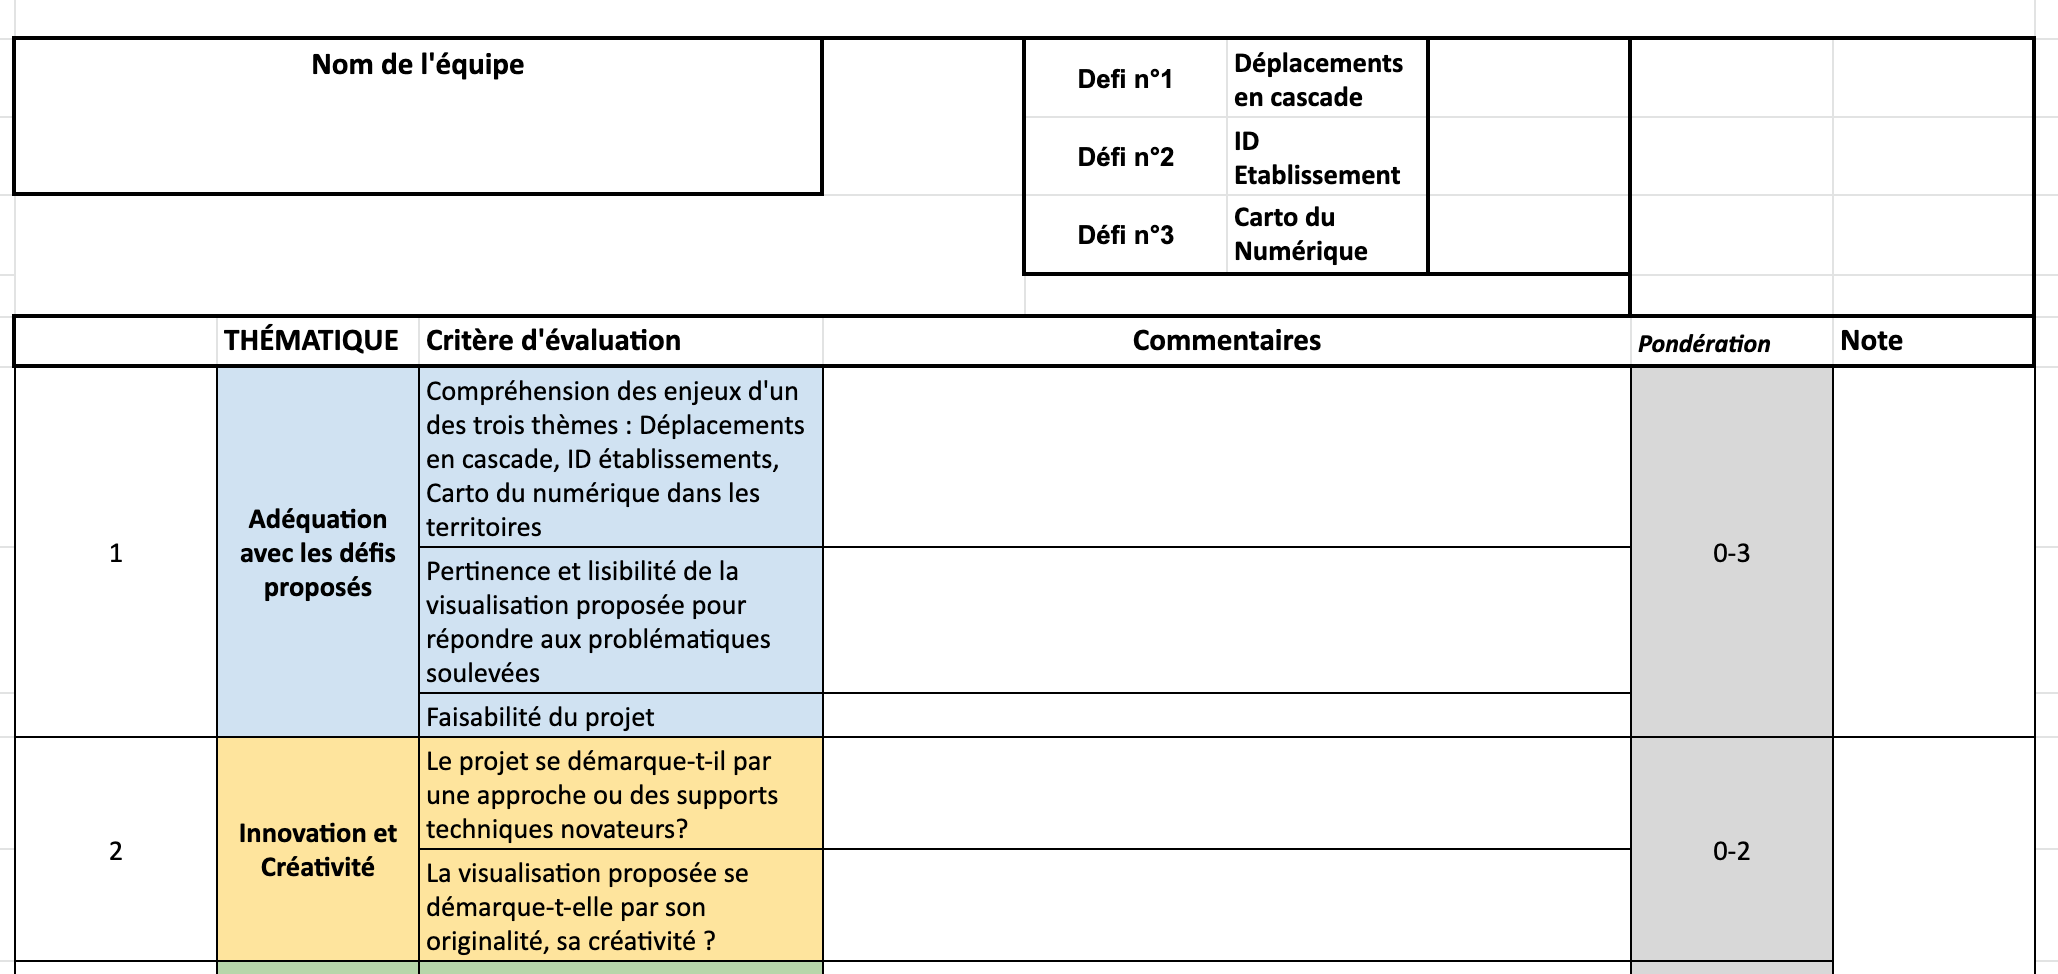 Nom de l'équipe
Defi n°1
Déplacements
en cascade
Défi n°2
ID
Etablissement
Défi n°3
Carto du
Numérique
THÉMATIQUE
Critère d'évaluation
Commentaires
Pondération
Note
1
Adéquation
avec les défis
proposés
Compréhension des enjeux d'un
des trois thèmes : Déplacements
en cascade, ID établissements,
Carto du numérique dans les
territoires
Pertinence et lisibilité de la
visualisation proposée pour
répondre aux problématiques
soulevées
Faisabilité du projet
0-3
2
Innovation et
Créativité
Le projet se démarque-t-il par
une approche ou des supports
techniques novateurs?
La visualisation proposée se
démarque-t-elle par son
originalité, sa créativité ?
0-2